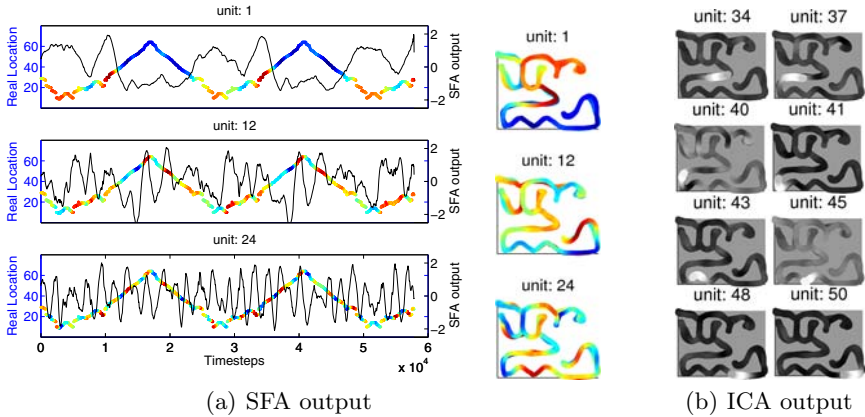 unit: 1
Real Location
60
40
20
2
0
−2
SFA output
unit: 12
Real Location
60
40
20
2
0
−2
SFA output
unit: 24
Real Location
60
40
20
2
0
−2
SFA output
0 1 2 3 4 5 6
Timesteps
x 10^4
unit: 1
unit: 12
unit: 24
(a) SFA output
unit: 34 unit: 37
unit: 40 unit: 41
unit: 43 unit: 45
unit: 48 unit: 50
(b) ICA output